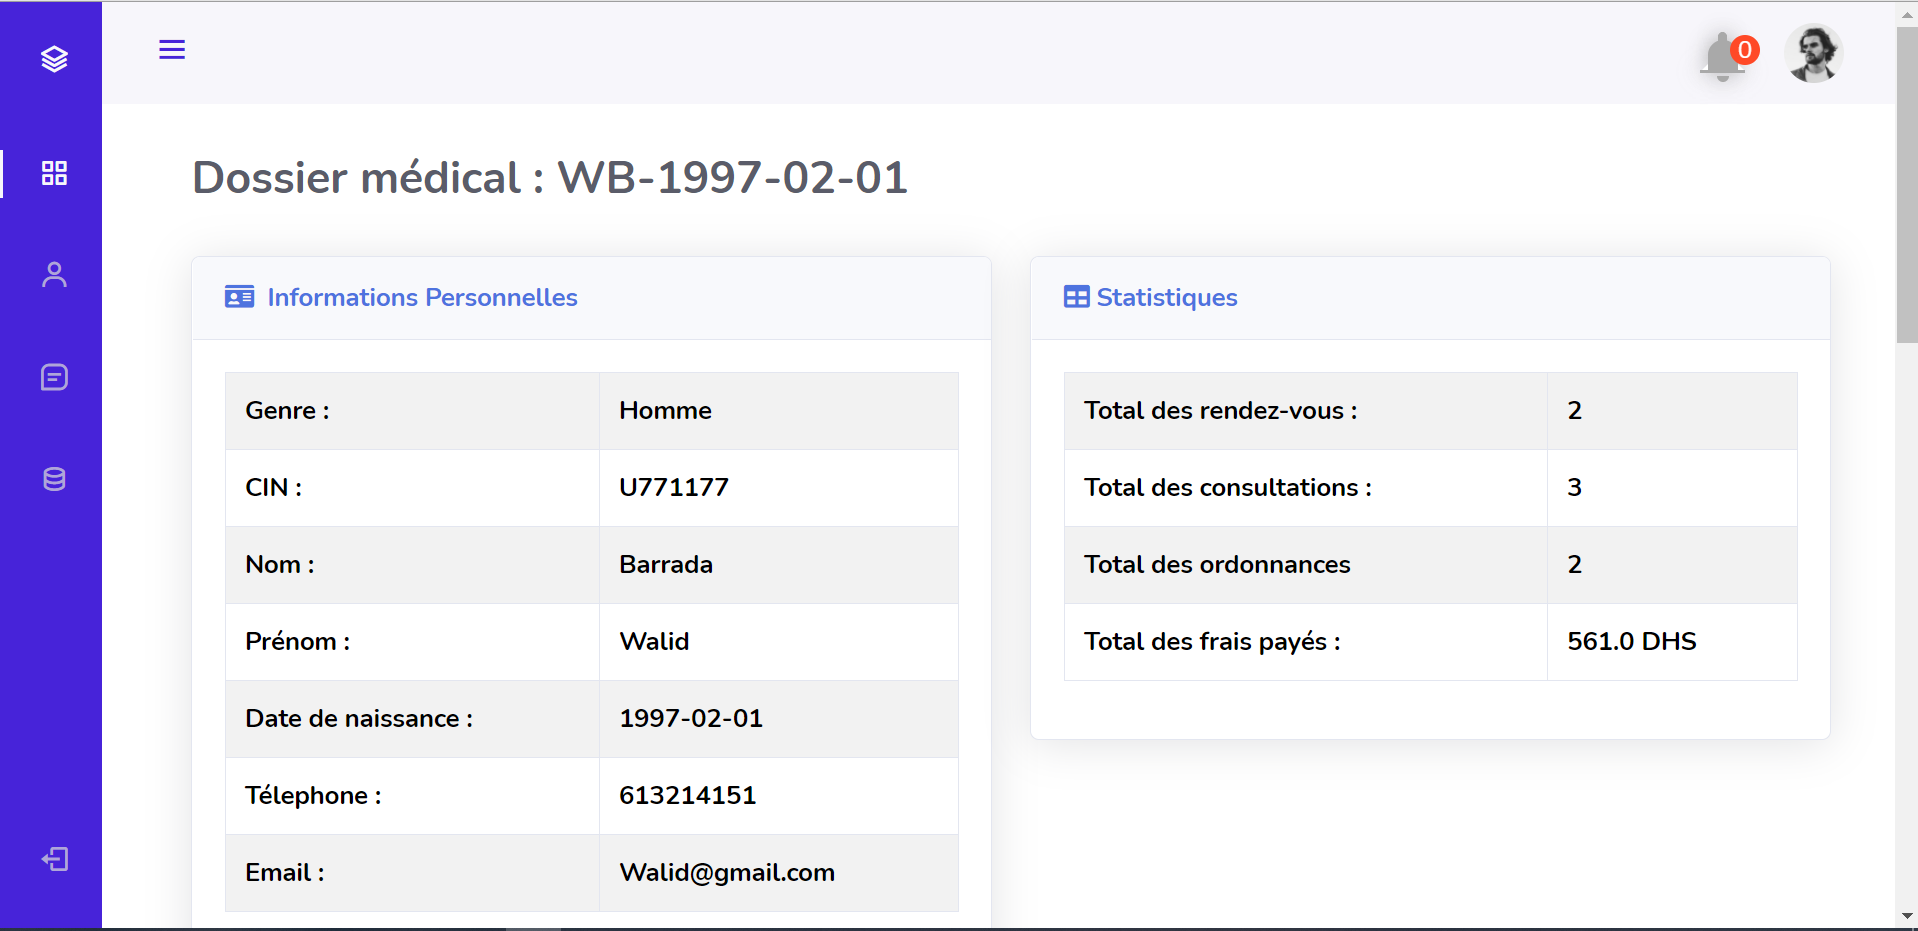 0
Dossier médical : WB-1997-02-01
Informations Personnelles
Genre : Homme
CIN : U771177
Nom : Barrada
Prénom : Walid
Date de naissance : 1997-02-01
Télephone : 613214151
Email : Walid@gmail.com
Statistiques
Total des rendez-vous : 2
Total des consultations : 3
Total des ordonnances 2
Total des frais payés : 561.0 DHS